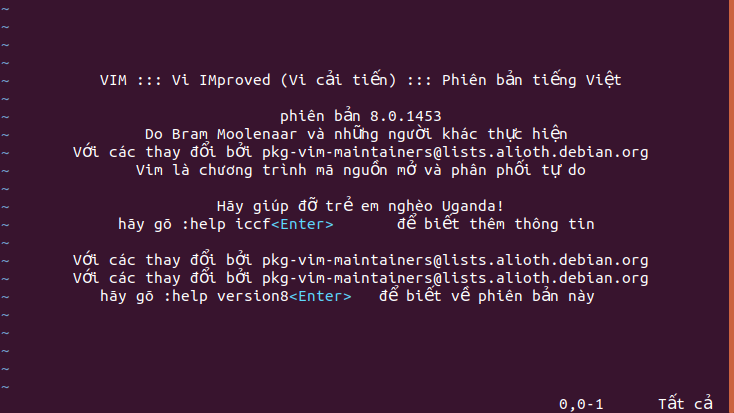 ~
~
~
~
~ VIM ::: Vi IMproved (Vi cải tiến) ::: Phiên bản tiếng Việt
~
~ phiên bản 8.0.1453
~ Do Bram Moolenaar và những người khác thực hiện
~ Với các thay đổi bởi pkg-vim-maintainers@lists.alioth.debian.org
~ Vim là chương trình mã nguồn mở và phân phối tự do
~
~ Hãy giúp đỡ trẻ em nghèo Uganda!
~ hãy gõ :help iccf<Enter> để biết thêm thông tin
~
~ Với các thay đổi bởi pkg-vim-maintainers@lists.alioth.debian.org
~ Với các thay đổi bởi pkg-vim-maintainers@lists.alioth.debian.org
~ hãy gõ :help version8<Enter> để biết về phiên bản này
~
~
~
~
~
0,0-1 Tất cả